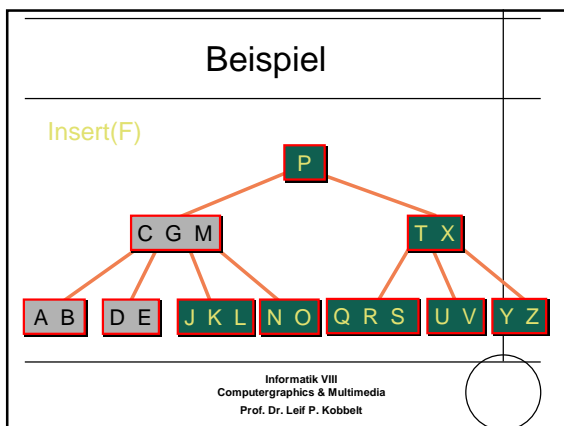 Beispiel
Insert(F)
P
C G M
T X
A B
D E
J K L
N O
Q R S
U V
Y Z
Informatik VIII
Computergraphics & Multimedia
Prof. Dr. Leif P. Kobbelt